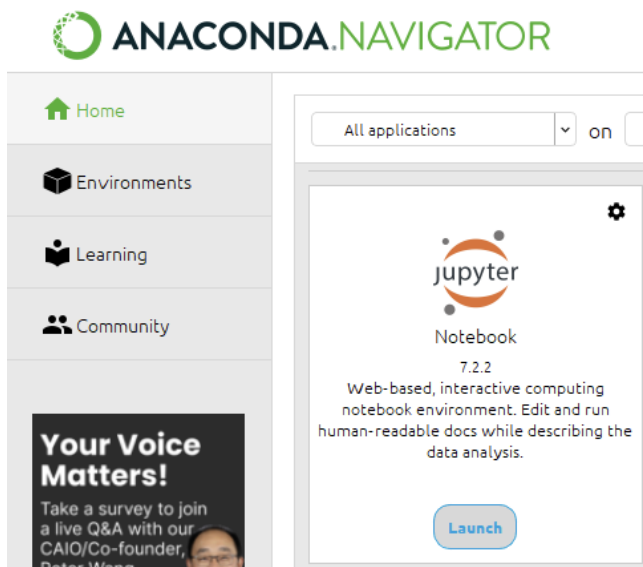 ANACONDA.NAVIGATOR
Home
Environments
Learning
Community
Your Voice
Matters!
Take a survey to join
a live Q&A with our
CAIO/Co-founder,
Peter Wang
All applications
on
jupyter
Notebook
7.2.2
Web-based, interactive computing
notebook environment. Edit and run
human-readable docs while describing the
data analysis.
Launch